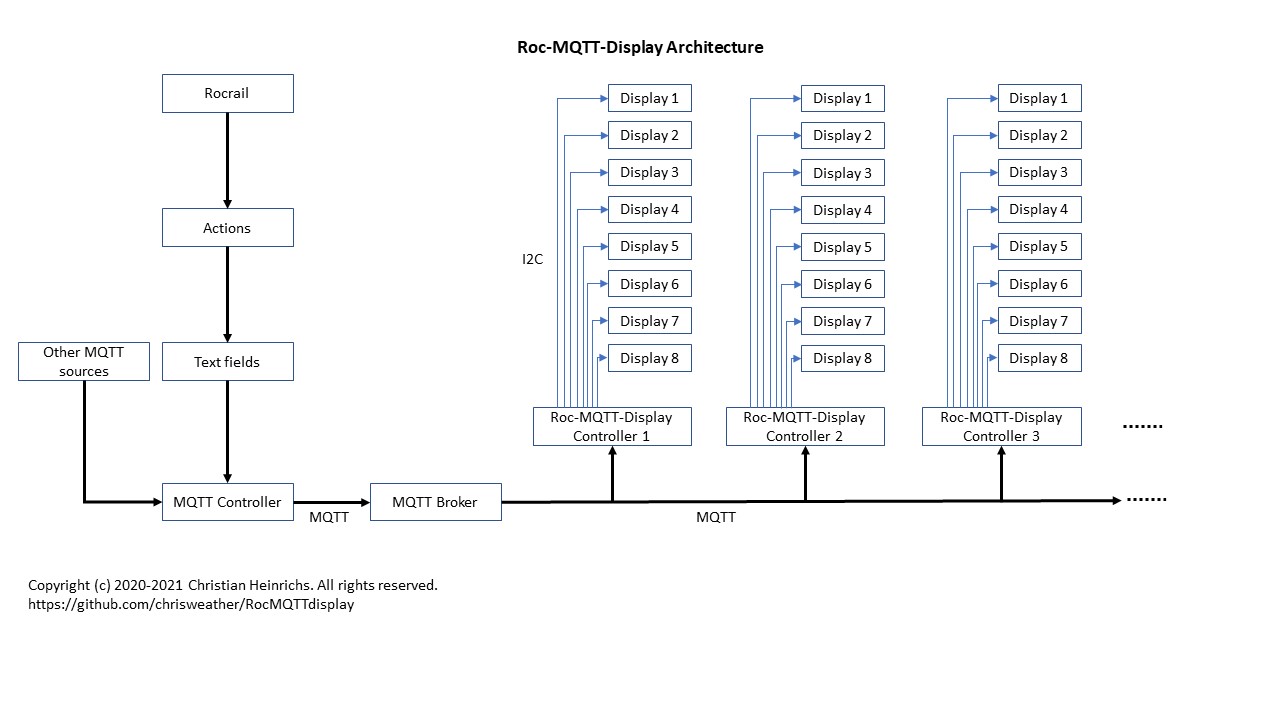 Roc-MQTT-Display Architecture
Rocrail
Actions
Other MQTT
sources
Text fields
MQTT Controller
MQTT
MQTT Broker
MQTT
I2C
Display 1
Display 2
Display 3
Display 4
Display 5
Display 6
Display 7
Display 8
Roc-MQTT-Display
Controller 1
Display 1
Display 2
Display 3
Display 4
Display 5
Display 6
Display 7
Display 8
Roc-MQTT-Display
Controller 2
Display 1
Display 2
Display 3
Display 4
Display 5
Display 6
Display 7
Display 8
Roc-MQTT-Display
Controller 3
.......
.......
Copyright (c) 2020-2021 Christian Heinrichs. All rights reserved.
https://github.com/chrisweather/RocMQTTdisplay